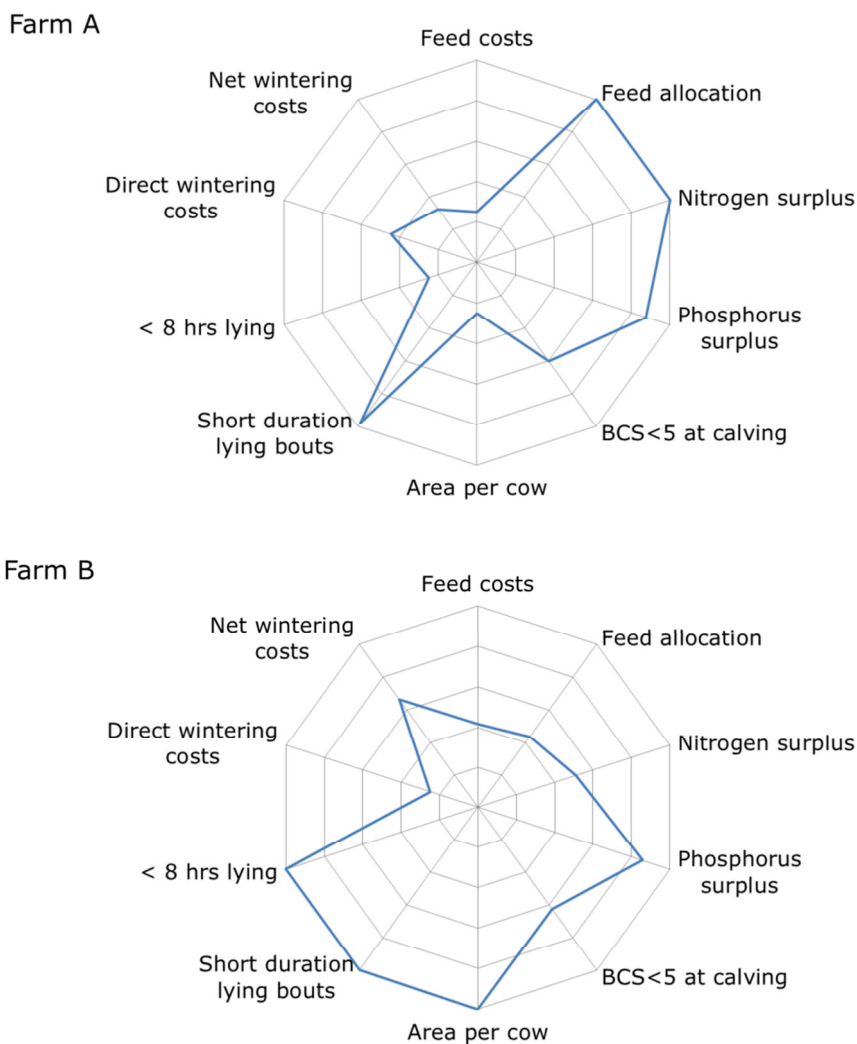 Farm A
Feed costs
Feed allocation
Nitrogen surplus
Phosphorus
surplus
BCS<5 at calving
Area per cow
Short duration
lying bouts
< 8 hrs lying
Direct wintering
costs
Net wintering
costs
Farm B
Feed costs
Feed allocation
Nitrogen surplus
Phosphorus
surplus
BCS<5 at calving
Area per cow
Short duration
lying bouts
< 8 hrs lying
Direct wintering
costs
Net wintering
costs